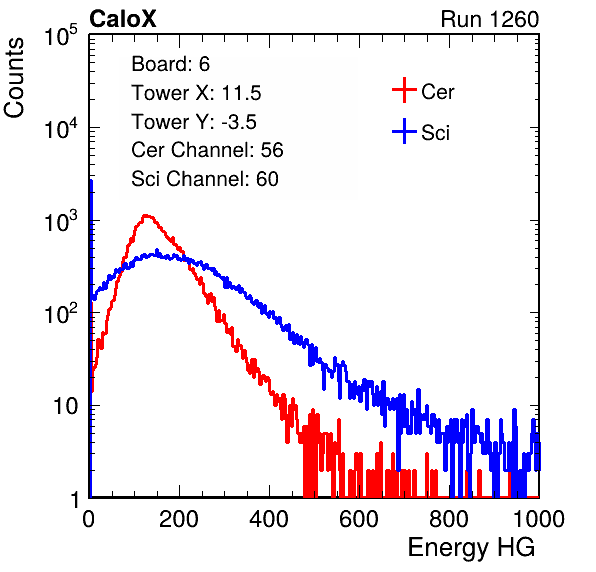 CaloX Run 1260
Counts
Board: 6
Tower X: 11.5
Tower Y: -3.5
Cer Channel: 56
Sci Channel: 60
Cer
Sci
10^5
10^4
10^3
10^2
10
1
0 200 400 600 800 1000
Energy HG